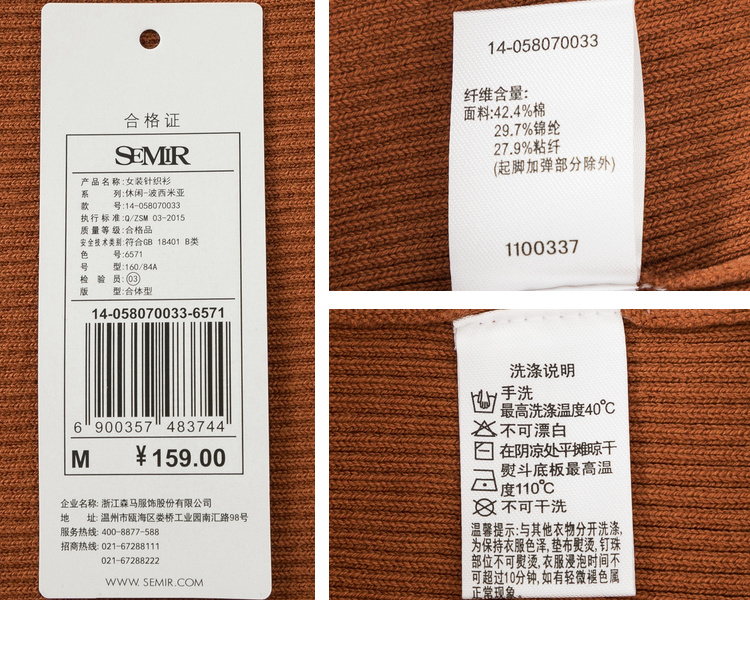 合格证
SEMIR
产品名称:女装针织衫
系 列:休闲-波西米亚
款 号:14-058070033
执行标准:Q/ZSM 03-2015
质量等级:合格品
安全技术类别:符合GB 18401 B类
色 号:6571
号 型:160/84A
检 验 员:03
版 型:合体型
14-058070033-6571
6 900357 483744
M ¥159.00
企业名称:浙江森马服饰股份有限公司
地 址:温州市瓯海区娄桥工业园南汇路98号
服务热线:400-8877-588
招商热线:021-67288111
021-67288222
WWW.SEMIR.COM
14-058070033
纤维含量:
面料:42.4%棉
29.7%锦纶
27.9%粘纤
(起脚加弹部分除外)
1100337
洗涤说明
手洗
最高洗涤温度40℃
不可漂白
在阴凉处平摊晾干
熨斗底板最高温
度110℃
不可干洗
温馨提示:与其他衣物分开洗涤,
为保持衣服色泽,垫布熨烫,钉珠
部位不可熨烫,衣服浸泡时间不
可超过10分钟,如有轻微褪色属
正常现象。